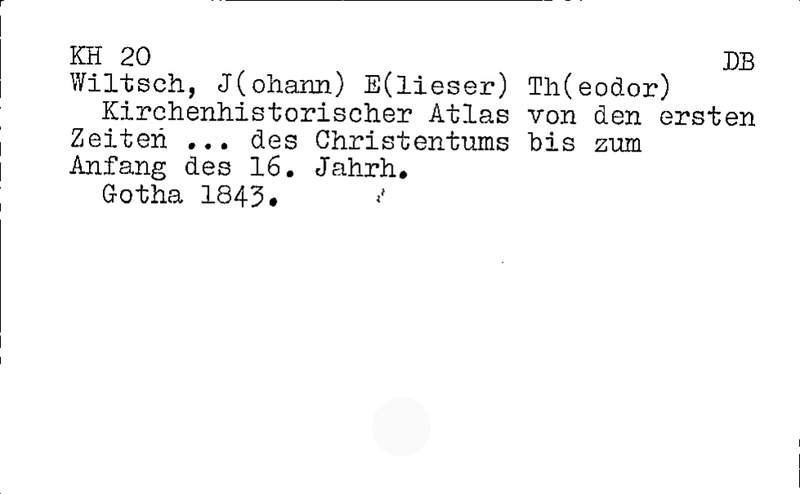 KH 20 DB
Wiltsch, J(ohann) E(lieser) Th(eodor)
Kirchenhistorischer Atlas von den ersten
Zeiten ... des Christentums bis zum
Anfang des 16. Jahrh.
Gotha 1843.